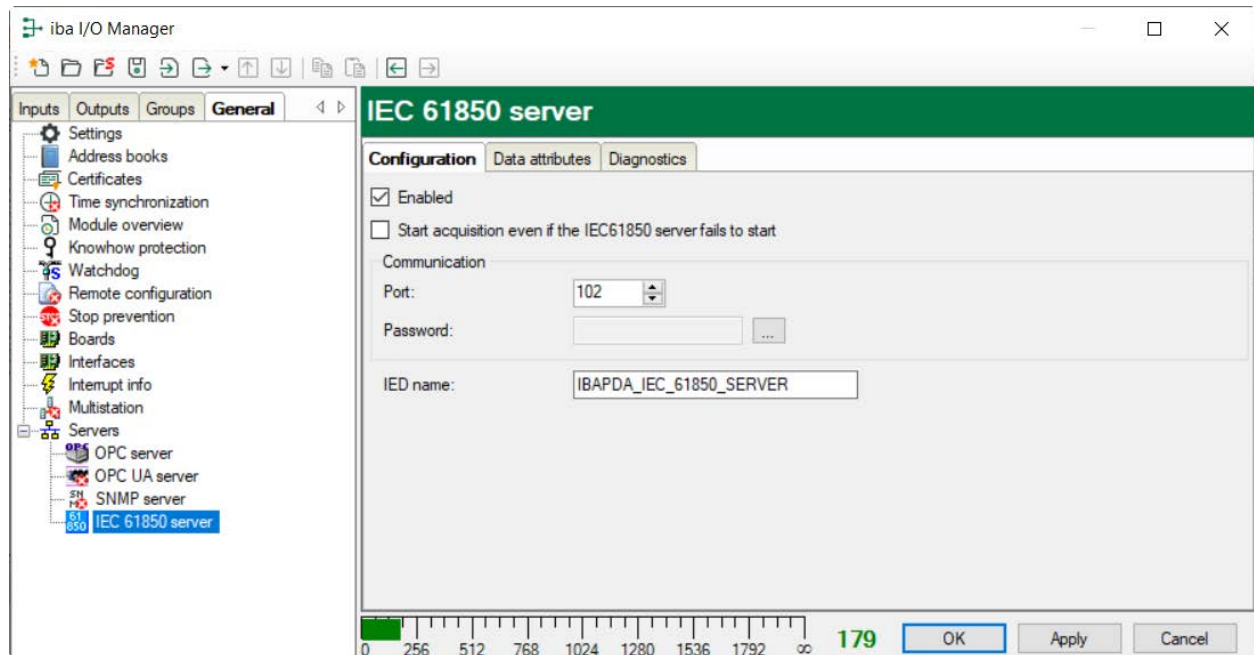 iba I/O Manager
Inputs Outputs Groups General
Settings
Address books
Certificates
Time synchronization
Module overview
Knowhow protection
Watchdog
Remote configuration
Stop prevention
Boards
Interfaces
Interrupt info
Multistation
Servers
OPC server
OPC UA server
SNMP server
IEC 61850 server
IEC 61850 server
Configuration Data attributes Diagnostics
Enabled
Start acquisition even if the IEC61850 server fails to start
Communication
Port: 102
Password: ...
IED name: IBAPDA_IEC_61850_SERVER
0 256 512 768 1024 1280 1536 1792 ∞ 179 OK Apply Cancel